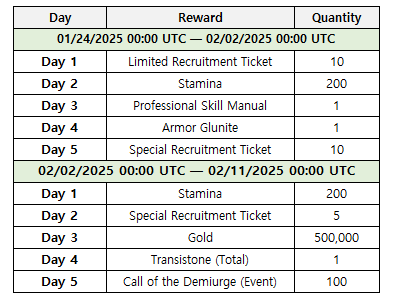 Day Reward Quantity
01/24/2025 00:00 UTC — 02/02/2025 00:00 UTC
Day 1 Limited Recruitment Ticket 10
Day 2 Stamina 200
Day 3 Professional Skill Manual 1
Day 4 Armor Glunite 1
Day 5 Special Recruitment Ticket 10
02/02/2025 00:00 UTC — 02/11/2025 00:00 UTC
Day 1 Stamina 200
Day 2 Special Recruitment Ticket 5
Day 3 Gold 500,000
Day 4 Transistone (Total) 1
Day 5 Call of the Demiurge (Event) 100